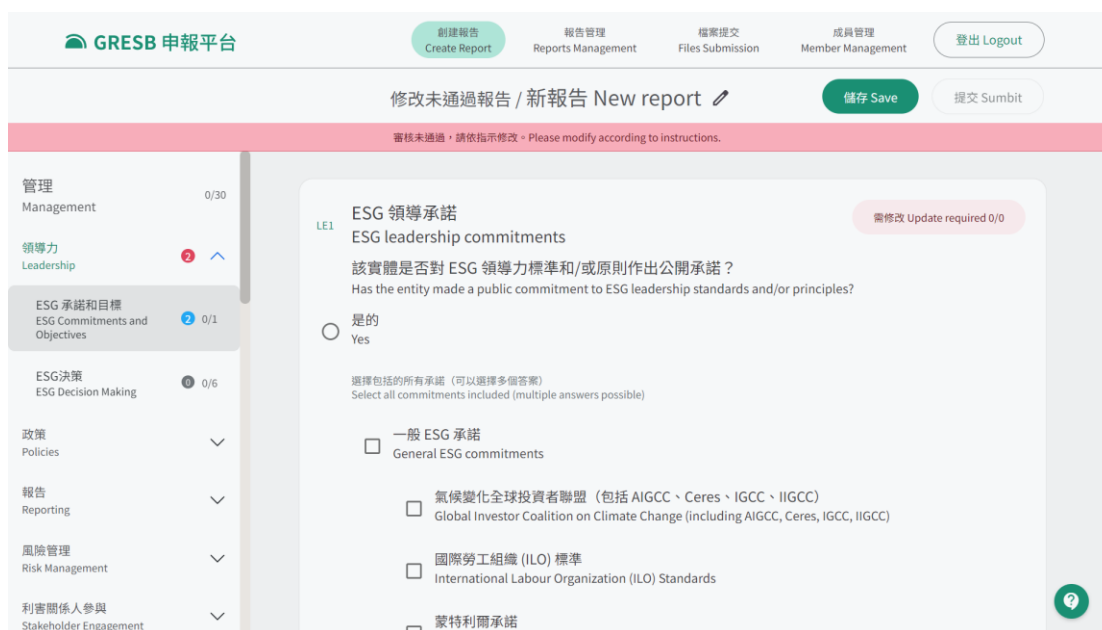 GRESB 申報平台
創建報告
Create Report
報告管理
Reports Management
檔案提交
Files Submission
成員管理
Member Management
登出 Logout
修改未通過報告 / 新報告 New report
儲存 Save
提交 Sumbit
審核未通過，請依指示修改。Please modify according to instructions.
管理
Management
0/30
領導力
Leadership
2
ESG 承諾和目標
ESG Commitments and
Objectives
2 0/1
ESG決策
ESG Decision Making
0 0/6
政策
Policies
報告
Reporting
風險管理
Risk Management
利害關係人參與
Stakeholder Engagement
LE1
ESG 領導承諾
ESG leadership commitments
需修改 Update required 0/0
該實體是否對 ESG 領導力標準和/或原則作出公開承諾？
Has the entity made a public commitment to ESG leadership standards and/or principles?
是的
Yes
選擇包括的所有承諾（可以選擇多個答案）
Select all commitments included (multiple answers possible)
一般 ESG 承諾
General ESG commitments
氣候變化全球投資者聯盟（包括 AIGCC、Ceres、IGCC、IIGCC）
Global Investor Coalition on Climate Change (including AIGCC, Ceres, IGCC, IIGCC)
國際勞工組織 (ILO) 標準
International Labour Organization (ILO) Standards
蒙特利爾承諾